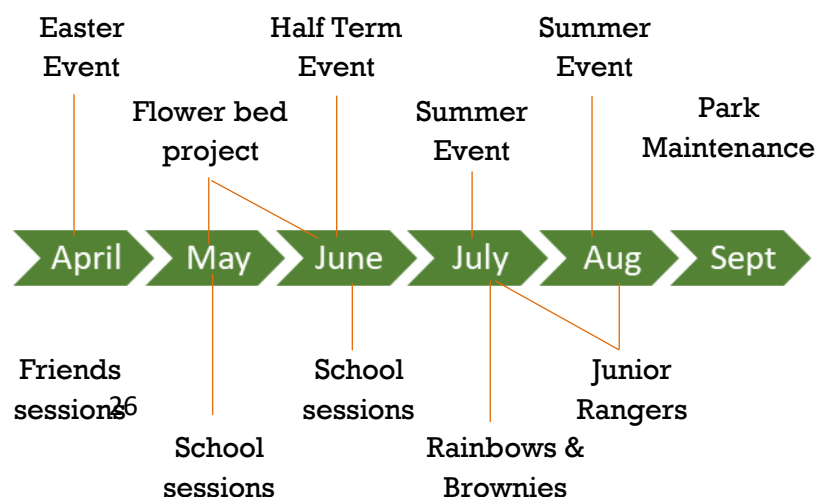 Easter
Event
Half Term
Event
Summer
Event
Flower bed
project
Summer
Event
Park
Maintenance
April
May
June
July
Aug
Sept
Friends
sessions
26
School
sessions
Junior
Rangers
School
sessions
Rainbows &
Brownies